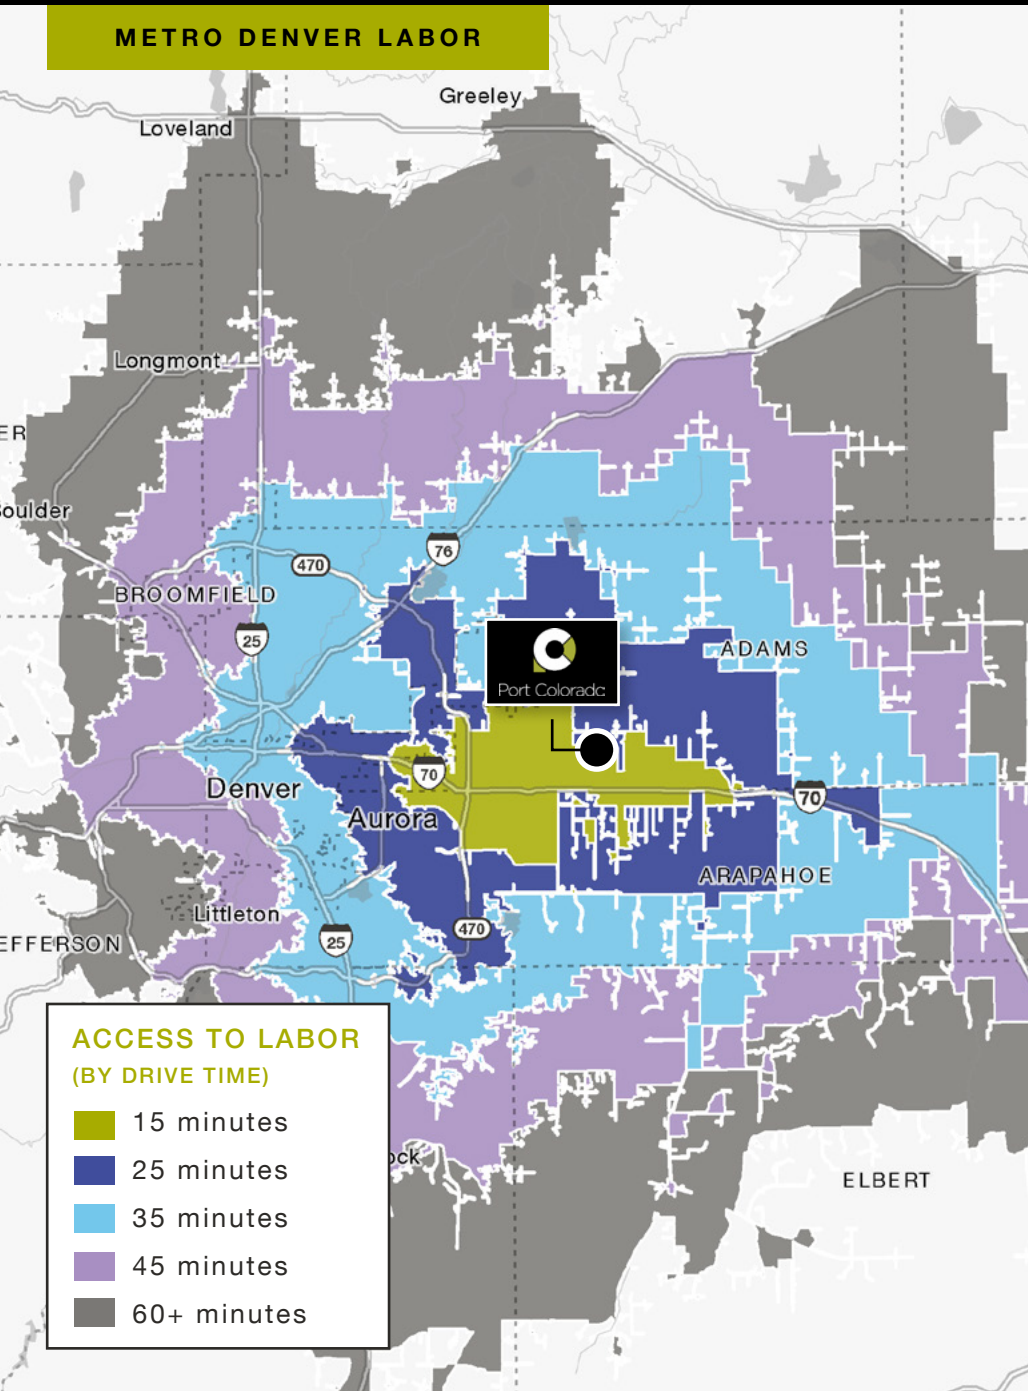 METRO DENVER LABOR
Greeley
Loveland
Longmont
ER
oulder
76
470
BROOMFIELD
25
ADAMS
Port Colorado
70
Denver
70
Aurora
ARAPAHOE
Littleton
470
25
EFFERSON
ACCESS TO LABOR
(BY DRIVE TIME)
15 minutes
25 minutes
35 minutes
45 minutes
60+ minutes
ock
ELBERT